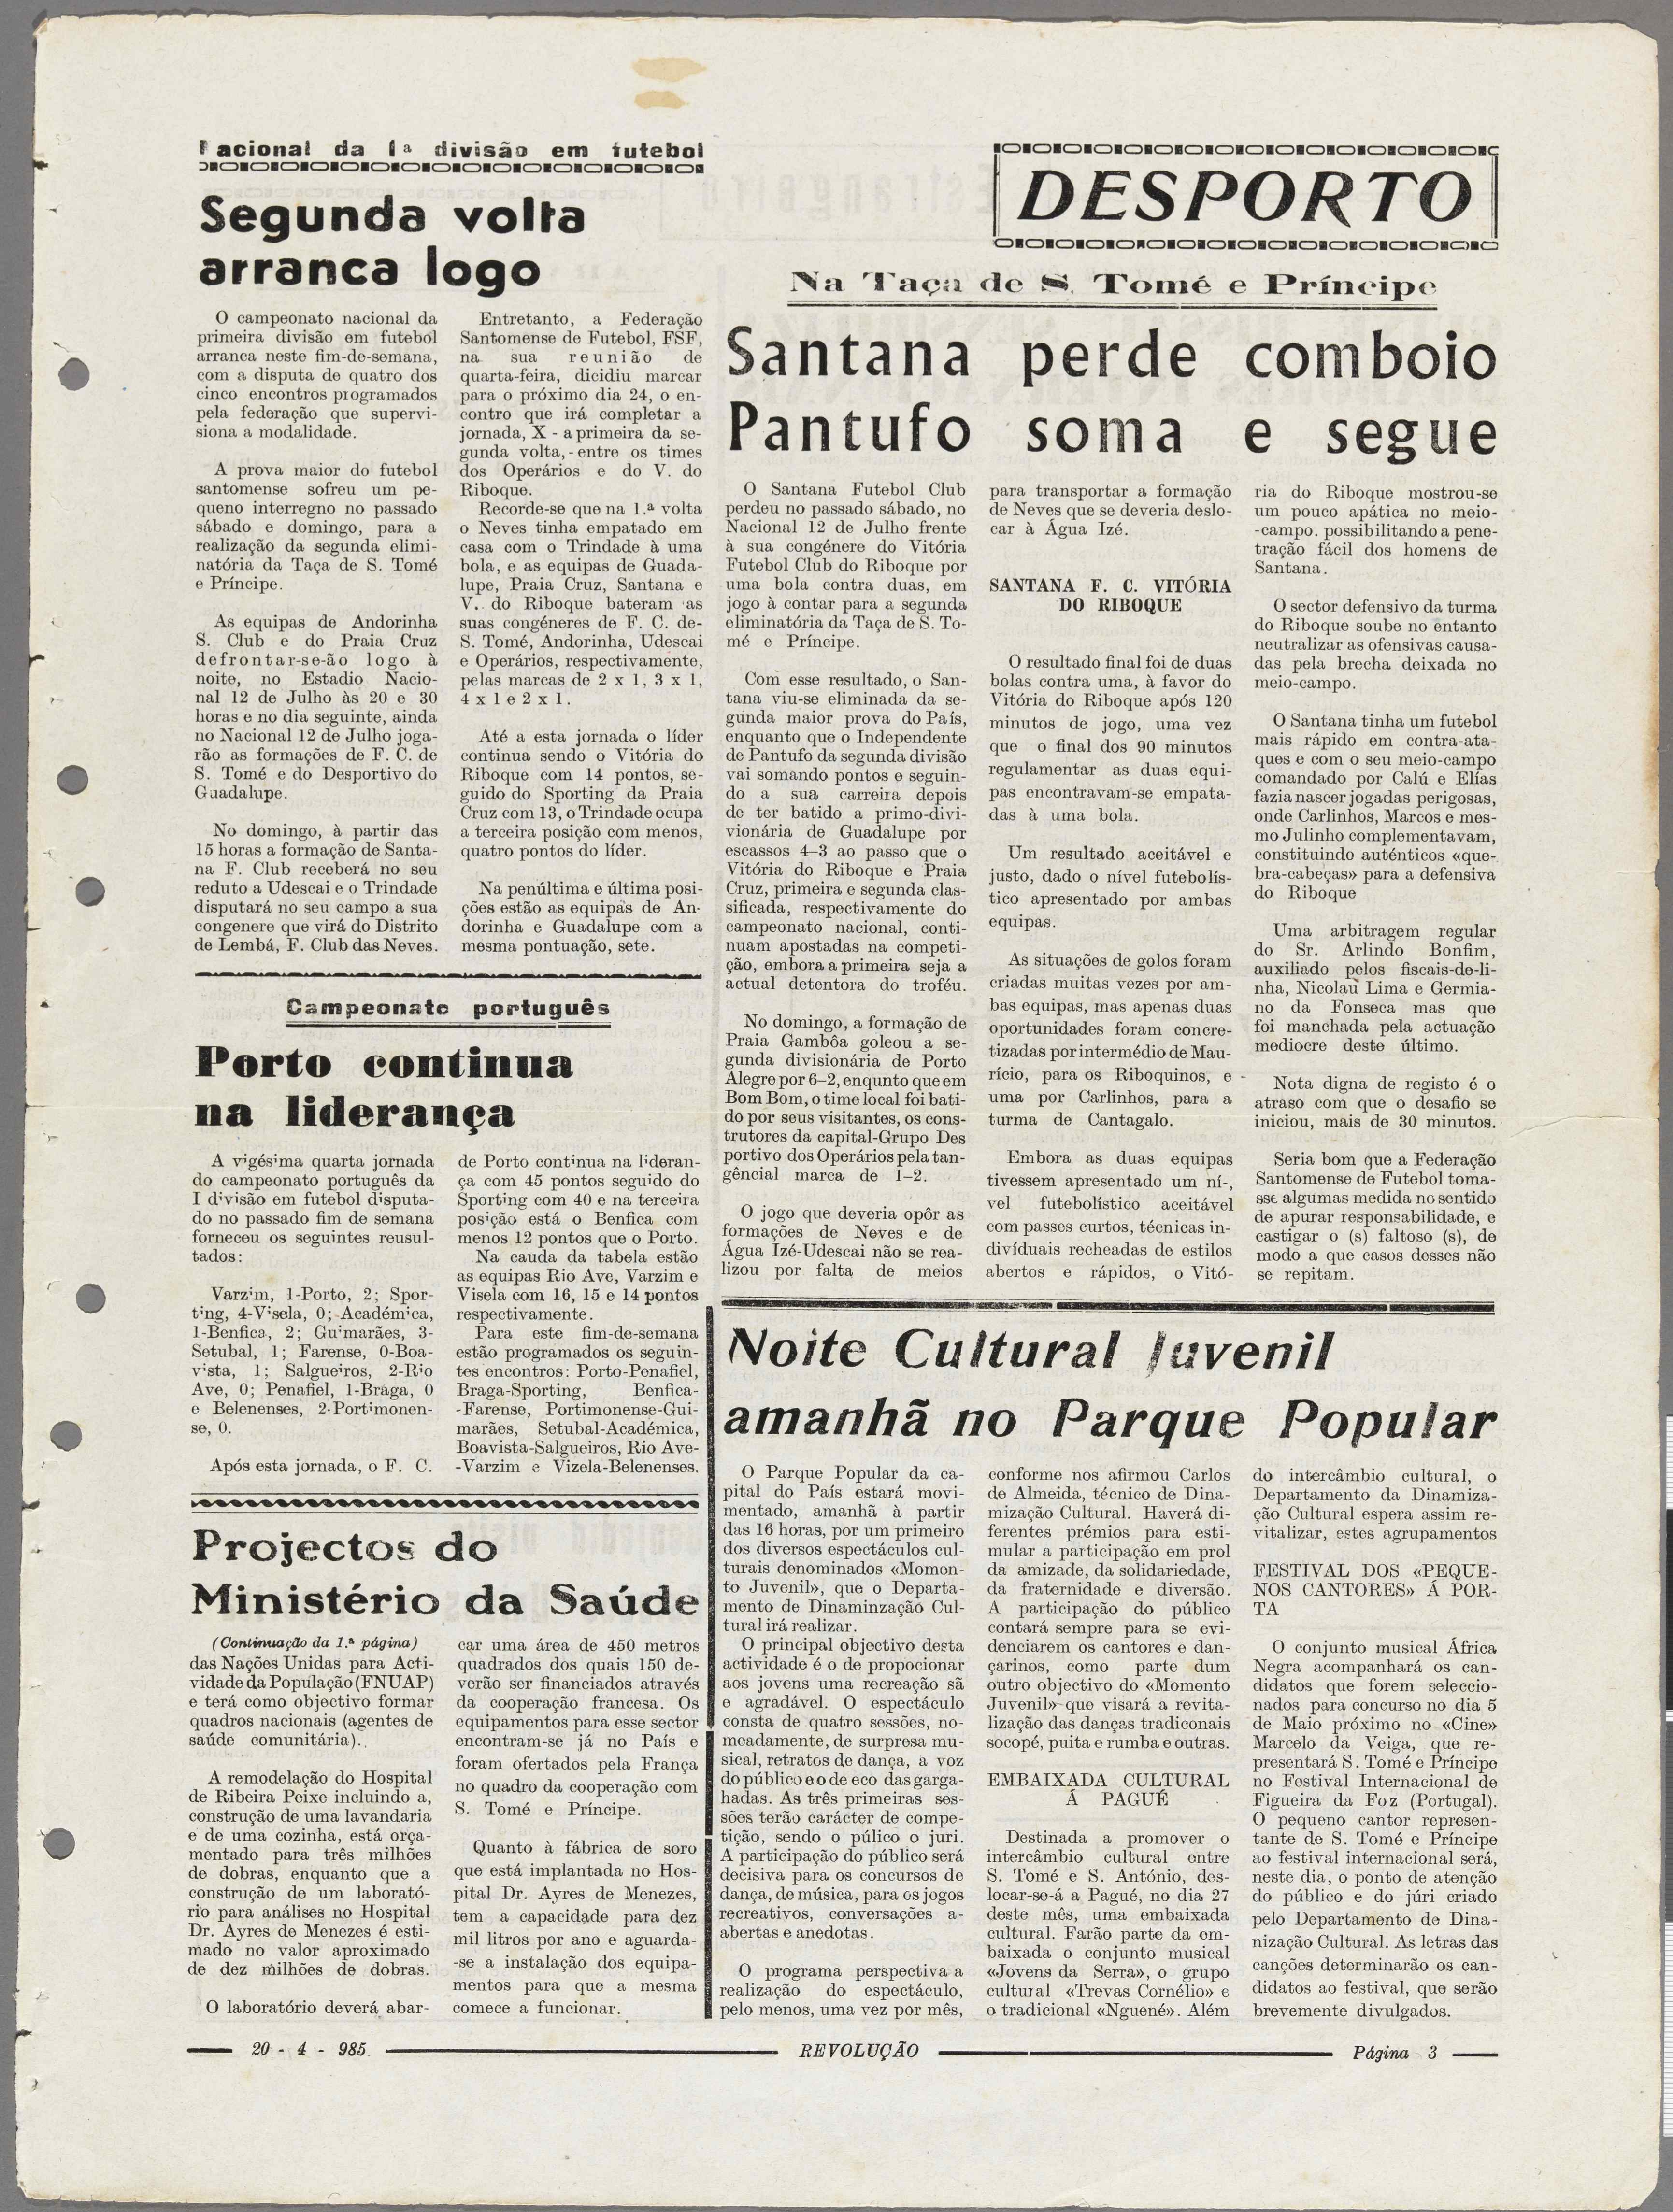 Nacional da 1ª divisão em futebol
Segunda volta
arranca logo
O campeonato nacional da
primeira divisão em futebol
arranca neste fim-de-semana,
com a disputa de quatro dos
cinco encontros programados
pela federação que supervi-
siona a modalidade.
A prova maior do futebol
santomense sofreu um pe-
queno interregno no passado
sábado e domingo, para a
realização da segunda elimi-
natória da Taça de S. Tomé
e Príncipe.
As equipas de Andorinha
S. Club e do Praia Cruz
defrontar-se-ão logo à
noite, no Estadio Nacio-
nal 12 de Julho às 20 e 30
horas e no dia seguinte, ainda
no Nacional 12 de Julho joga-
rão as formações de F. C. de
S. Tomé e do Desportivo do
Guadalupe.
No domingo, à partir das
15 horas a formação de Santa-
na F. Club receberá no seu
reduto a Udescai e o Trindade
disputará no seu campo a sua
congenere que virá do Distrito
de Lembá, F. Club das Neves.
Entretanto, a Federação
Santomense de Futebol, FSF,
na sua reunião de
quarta-feira, dicidiu marcar
para o próximo dia 24, o en-
contro que irá completar a
jornada, X - a primeira da se-
gunda volta, - entre os times
dos Operários e do V. do
Riboque.
Recorde-se que na 1.ª volta
o Neves tinha empatado em
casa com o Trindade à uma
bola, e as equipas de Guada-
lupe, Praia Cruz, Santana e
V. do Riboque bateram as
suas congéneres de F. C. de-
S. Tomé, Andorinha, Udescai
e Operários, respectivamente,
pelas marcas de 2 x 1, 3 x 1,
4 x 1 e 2 x 1.
Até a esta jornada o líder
continua sendo o Vitória do
Riboque com 14 pontos, se-
guido do Sporting da Praia
Cruz com 13, o Trindade ocupa
a terceira posição com menos,
quatro pontos do líder.
Na penúltima e última posi-
ções estão as equipas de An-
dorinha e Guadalupe com a
mesma pontuação, sete.
Campeonato português
Porto continua
na liderança
A vigésima quarta jornada
do campeonato português da
I divisão em futebol disputa-
do no passado fim de semana
forneceu os seguintes reusul-
tados:
Varzim, 1-Porto, 2; Spor-
ting, 4-Visela, 0; Académica,
1-Benfica, 2; Guimarães, 3-
Setubal, 1; Farense, 0-Boa-
vista, 1; Salgueiros, 2-Rio
Ave, 0; Penafiel, 1-Braga, 0
e Belenenses, 2-Portimonen-
se, 0.
Após esta jornada, o F. C.
de Porto continua na lideran-
ça com 45 pontos seguido do
Sporting com 40 e na terceira
posição está o Benfica com
menos 12 pontos que o Porto.
Na cauda da tabela estão
as equipas Rio Ave, Varzim e
Visela com 16, 15 e 14 pontos
respectivamente.
Para este fim-de-semana
estão programados os seguin-
tes encontros: Porto-Penafiel,
Braga-Sporting, Benfica-
-Farense, Portimonense-Gui-
marães, Setubal-Académica,
Boavista-Salgueiros, Rio Ave-
-Varzim e Vizela-Belenenses.
Projectos do
Ministério da Saúde
(Continuação da 1.ª página)
das Nações Unidas para Acti-
vidade da População (FNUAP)
e terá como objectivo formar
quadros nacionais (agentes de
saúde comunitária).
A remodelação do Hospital
de Ribeira Peixe incluindo a,
construção de uma lavandaria
e de uma cozinha, está orça-
mentado para três milhões
de dobras, enquanto que a
construção de um laborató-
rio para análises no Hospital
Dr. Ayres de Menezes é esti-
mado no valor aproximado
de dez milhões de dobras.
O laboratório deverá abar-
car uma área de 450 metros
quadrados dos quais 150 de-
verão ser financiados através
da cooperação francesa. Os
equipamentos para esse sector
encontram-se já no País e
foram ofertados pela França
no quadro da cooperação com
S. Tomé e Príncipe.
Quanto à fábrica de soro
que está implantada no Hos-
pital Dr. Ayres de Menezes,
tem a capacidade para dez
mil litros por ano e aguarda-
-se a instalação dos equipa-
mentos para que a mesma
comece a funcionar.
DESPORTO
Na Taça de S. Tomé e Príncipe
Santana perde comboio
Pantufo soma e segue
O Santana Futebol Club
perdeu no passado sábado, no
Nacional 12 de Julho frente
à sua congénere do Vitória
Futebol Club do Riboque por
uma bola contra duas, em
jogo à contar para a segunda
eliminatória da Taça de S. To-
mé e Príncipe.
Com esse resultado, o San-
tana viu-se eliminada da se-
gunda maior prova do País,
enquanto que o Independente
de Pantufo da segunda divisão
vai somando pontos e seguin-
do a sua carreira depois
de ter batido a primo-divi-
vionária de Guadalupe por
escassos 4–3 ao passo que o
Vitória do Riboque e Praia
Cruz, primeira e segunda clas-
sificada, respectivamente do
campeonato nacional, conti-
nuam apostadas na competi-
ção, embora a primeira seja a
actual detentora do troféu.
No domingo, a formação de
Praia Gambôa goleou a se-
gunda divisionária de Porto
Alegre por 6–2, enqunto que em
Bom Bom, o time local foi bati-
do por seus visitantes, os cons-
trutores da capital-Grupo Des
portivo dos Operários pela tan-
gêncial marca de 1–2.
O jogo que deveria opôr as
formações de Neves e de
Água Izé-Udescai não se rea-
lizou por falta de meios
para transportar a formação
de Neves que se deveria deslo-
car à Água Izé.
SANTANA F. C. VITÓRIA
DO RIBOQUE
O resultado final foi de duas
bolas contra uma, à favor do
Vitória do Riboque após 120
minutos de jogo, uma vez
que o final dos 90 minutos
regulamentar as duas equi-
pas encontravam-se empata-
das à uma bola.
Um resultado aceitável e
justo, dado o nível futebolís-
tico apresentado por ambas
equipas.
As situações de golos foram
criadas muitas vezes por am-
bas equipas, mas apenas duas
oportunidades foram concre-
tizadas por intermédio de Mau-
rício, para os Riboquinos, e -
uma por Carlinhos, para a
turma de Cantagalo.
Embora as duas equipas
tivessem apresentado um ní-,
vel futebolístico aceitável
com passes curtos, técnicas in-
divíduais recheadas de estilos
abertos e rápidos, o Vitó-
ria do Riboque mostrou-se
um pouco apática no meio-
-campo. possibilitando a pene-
tração fácil dos homens de
Santana.
O sector defensivo da turma
do Riboque soube no entanto
neutralizar as ofensivas causa-
das pela brecha deixada no
meio-campo.
O Santana tinha um futebol
mais rápido em contra-ata-
ques e com o seu meio-campo
comandado por Calú e Elías
fazia nascer jogadas perigosas,
onde Carlinhos, Marcos e mes-
mo Julinho complementavam,
constituindo auténticos «que-
bra-cabeças» para a defensiva
do Riboque
Uma arbitragem regular
do Sr. Arlindo Bonfim,
auxiliado pelos fiscais-de-li-
nha, Nicolau Lima e Germia-
no da Fonseca mas que
foi manchada pela actuação
mediocre deste último.
Nota digna de registo é o
atraso com que o desafio se
iniciou, mais de 30 minutos.
Seria bom que a Federação
Santomense de Futebol toma-
sse algumas medida no sentido
de apurar responsabilidade, e
castigar o (s) faltoso (s), de
modo a que casos desses não
se repitam.
Noite Cultural Juvenil
amanhã no Parque Popular
O Parque Popular da ca-
pital do País estará movi-
mentado, amanhã à partir
das 16 horas, por um primeiro
dos diversos espectáculos cul-
turais denominados «Momen-
to Juvenil», que o Departa-
mento de Dinaminzação Cul-
tural irá realizar.
O principal objectivo desta
actividade é o de propocionar
aos jovens uma recreação sã
e agradável. O espectáculo
consta de quatro sessões, no-
meadamente, de surpresa mu-
sical, retratos de dança, a voz
do público e o de eco das garga-
hadas. As três primeiras ses-
sões terão carácter de compe-
tição, sendo o púlico o juri.
A participação do público será
decisiva para os concursos de
dança, de música, para os jogos
recreativos, conversações a-
abertas e anedotas.
O programa perspectiva a
realização do espectáculo,
pelo menos, uma vez por mês,
conforme nos afirmou Carlos
de Almeida, técnico de Dina-
mização Cultural. Haverá di-
ferentes prémios para esti-
mular a participação em prol
da amizade, da solidariedade,
da fraternidade e diversão.
A participação do público
contará sempre para se evi-
denciarem os cantores e dan-
çarinos, como parte dum
outro objectivo do «Momento
Juvenil» que visará a revita-
lização das danças tradiconais
socopé, puita e rumba e outras.
EMBAIXADA CULTURAL
Á PAGUÉ
Destinada a promover o
intercâmbio cultural entre
S. Tomé e S. António, des-
locar-se-á a Pagué, no dia 27
deste mês, uma embaixada
cultural. Farão parte da em-
baixada o conjunto musical
«Jovens da Serra», o grupo
cultural «Trevas Cornélio» e
o tradicional «Nguené». Além
do intercâmbio cultural, o
Departamento da Dinamiza-
ção Cultural espera assim re-
vitalizar, estes agrupamentos
FESTIVAL DOS «PEQUE-
NOS CANTORES» Á POR-
TA
O conjunto musical África
Negra acompanhará os can-
didatos que forem seleccio-
nados para concurso no dia 5
de Maio próximo no «Cine»
Marcelo da Veiga, que re-
presentará S. Tomé e Príncipe
no Festival Internacional de
Figueira da Foz (Portugal).
O pequeno cantor represen-
tante de S. Tomé e Príncipe
ao festival internacional será,
neste dia, o ponto de atenção
do público e do júri criado
pelo Departamento de Dina-
nização Cultural. As letras das
canções determinarão os can-
didatos ao festival, que serão
brevemente divulgados.
20 - 4 - 985 REVOLUÇÃO Página 3